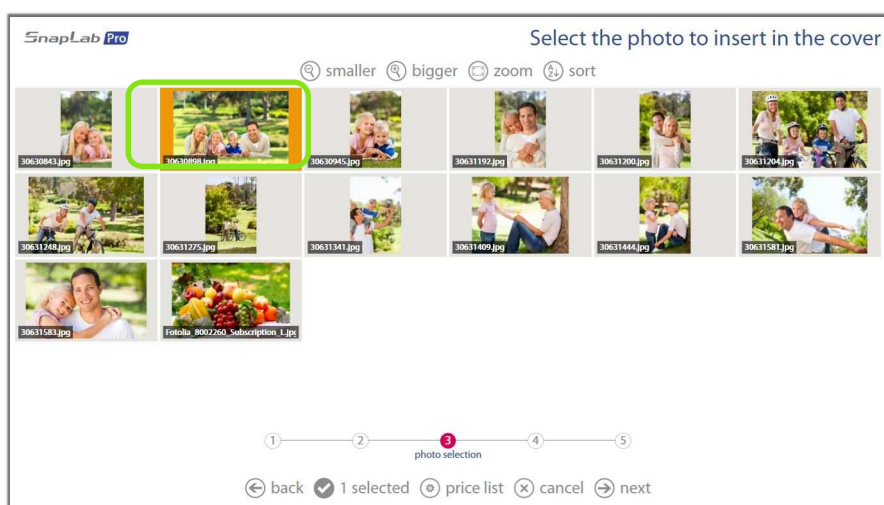 SnapLab Pro
Select the photo to insert in the cover
smaller bigger zoom sort
30630843.jpg 30630898.jpg 30630945.jpg 30631192.jpg 30631200.jpg 30631204.jpg
30631248.jpg 30631275.jpg 30631341.jpg 30631409.jpg 30631444.jpg 30631581.jpg
30631583.jpg Fotolia_8002260_Subscription_L.jpg
1 2 3 4 5
photo selection
back 1 selected price list cancel next